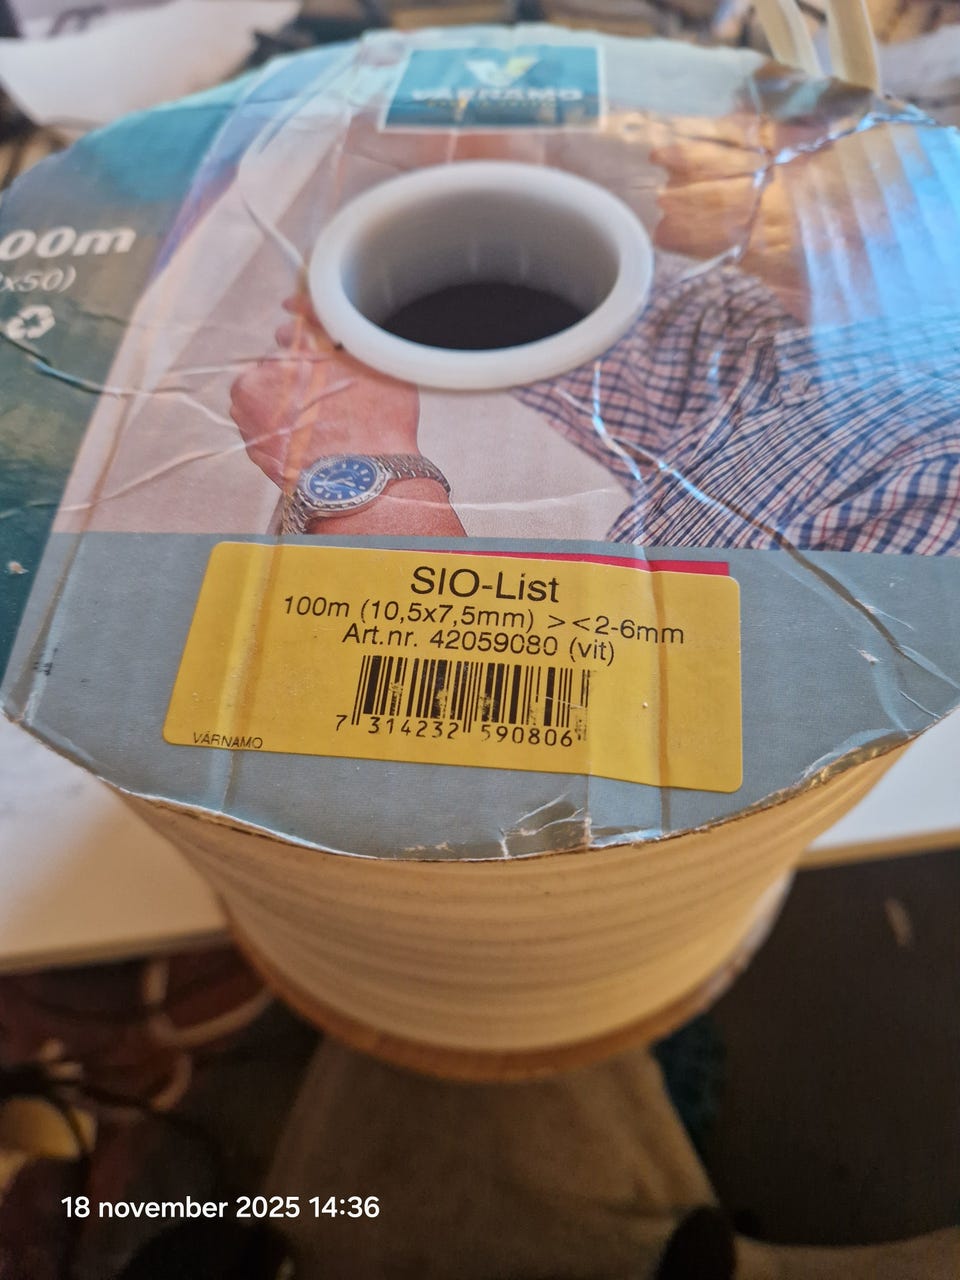 VÄRNAMO
00m
x50)
SIO-List
100m (10,5x7,5mm) ><2-6mm
Art.nr. 42059080 (vit)
7 314232 590806
VÄRNAMO
18 november 2025 14:36